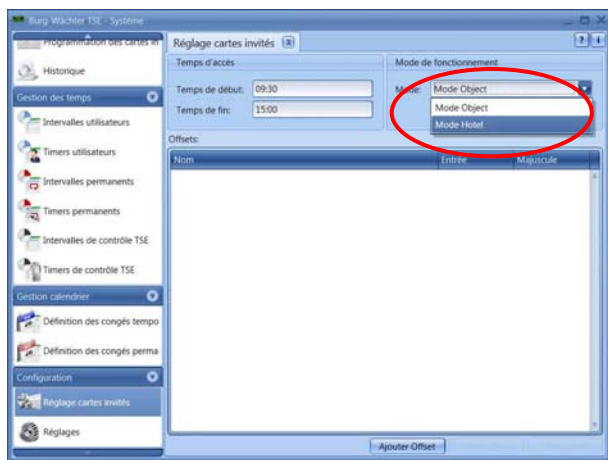 Burg-Wächter TSE - Système
Programmation des cartes in
Historique
Gestion des temps
Intervalles utilisateurs
Timers utilisateurs
Intervalles permanents
Timers permanents
Intervalles de contrôle TSE
Timers de contrôle TSE
Gestion calendrier
Définition des congés tempo
Définition des congés perma
Configuration
Réglage cartes invités
Réglages
Réglage cartes invités
Temps d'accès
Temps de début: 09:30
Temps de fin: 15:00
Mode de fonctionnement
Mode: Mode Object
Mode Object
Mode Hotel
Offsets:
Nom Entrée Majuscule
Ajouter Offset